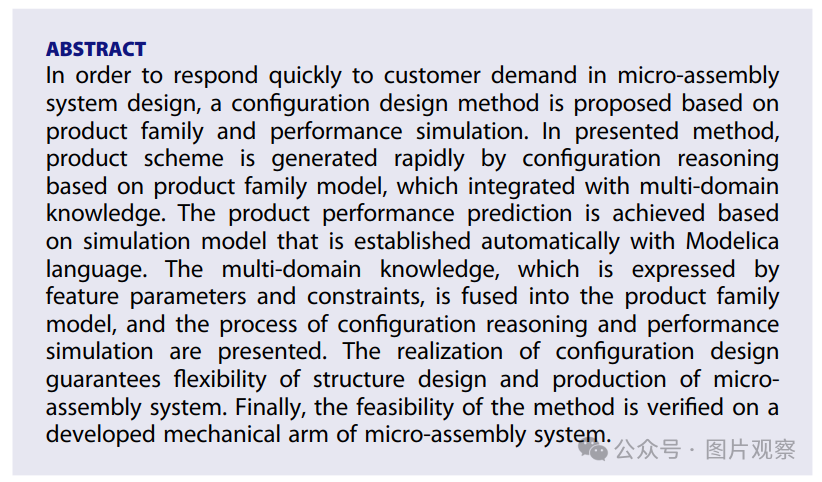 ABSTRACT
In order to respond quickly to customer demand in micro-assembly
system design, a configuration design method is proposed based on
product family and performance simulation. In presented method,
product scheme is generated rapidly by configuration reasoning
based on product family model, which integrated with multi-domain
knowledge. The product performance prediction is achieved based
on simulation model that is established automatically with Modelica
language. The multi-domain knowledge, which is expressed by
feature parameters and constraints, is fused into the product family
model, and the process of configuration reasoning and performance
simulation are presented. The realization of configuration design
guarantees flexibility of structure design and production of micro-
assembly system. Finally, the feasibility of the method is verified on a
developed mechanical arm of micro-assembly system.
公众号 · 图片观察